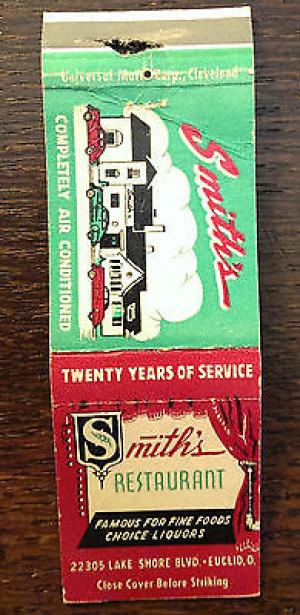 Universal Match Corp., Cleveland
Smith's
COMPLETELY AIR CONDITIONED
TWENTY YEARS OF SERVICE
Smith's
RESTAURANT
FAMOUS FOR FINE FOODS
CHOICE LIQUORS
22305 LAKE SHORE BLVD. - EUCLID, O.
Close Cover Before Striking